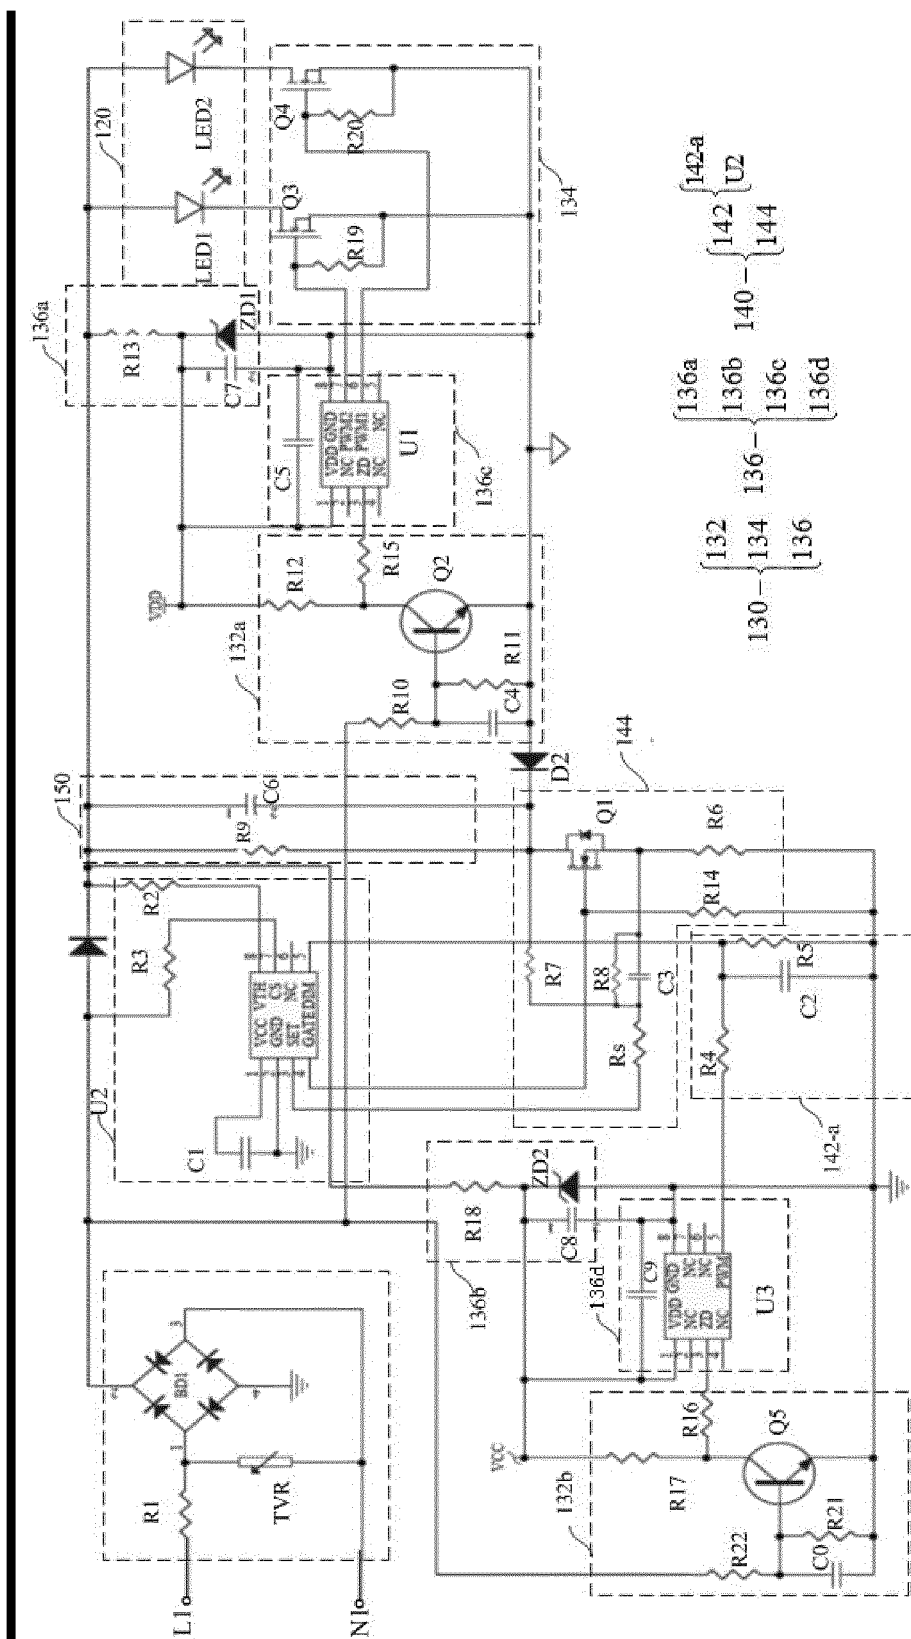 L1
N1
R1
TVR
BD1
1
2
3
4
U2
C1
VCC VTH
GND CS
SET NC
GATE DIM
R3
R2
150
R9
C6
136a
R13
C7
ZD1
120
LED1
LED2
VDD
132a
R12
R10
R11
C4
Q2
R15
C5
VDD GND
NC PWM2
ZD PWM1
NC NC
U1
136c
Q3
R19
Q4
R20
134
D2
144
Q1
R7
R8
C3
Rs
R6
R14
R4
R5
C2
142-a
R18
ZD2
C8
136b
136d
C9
VDD GND
NC NC
ZD NC
NC PWM
U3
VCC
132b
R17
R16
Q5
R22
R21
C0
130
132
134
136
136
136a
136b
136c
136d
140
142
144
142-a
U2